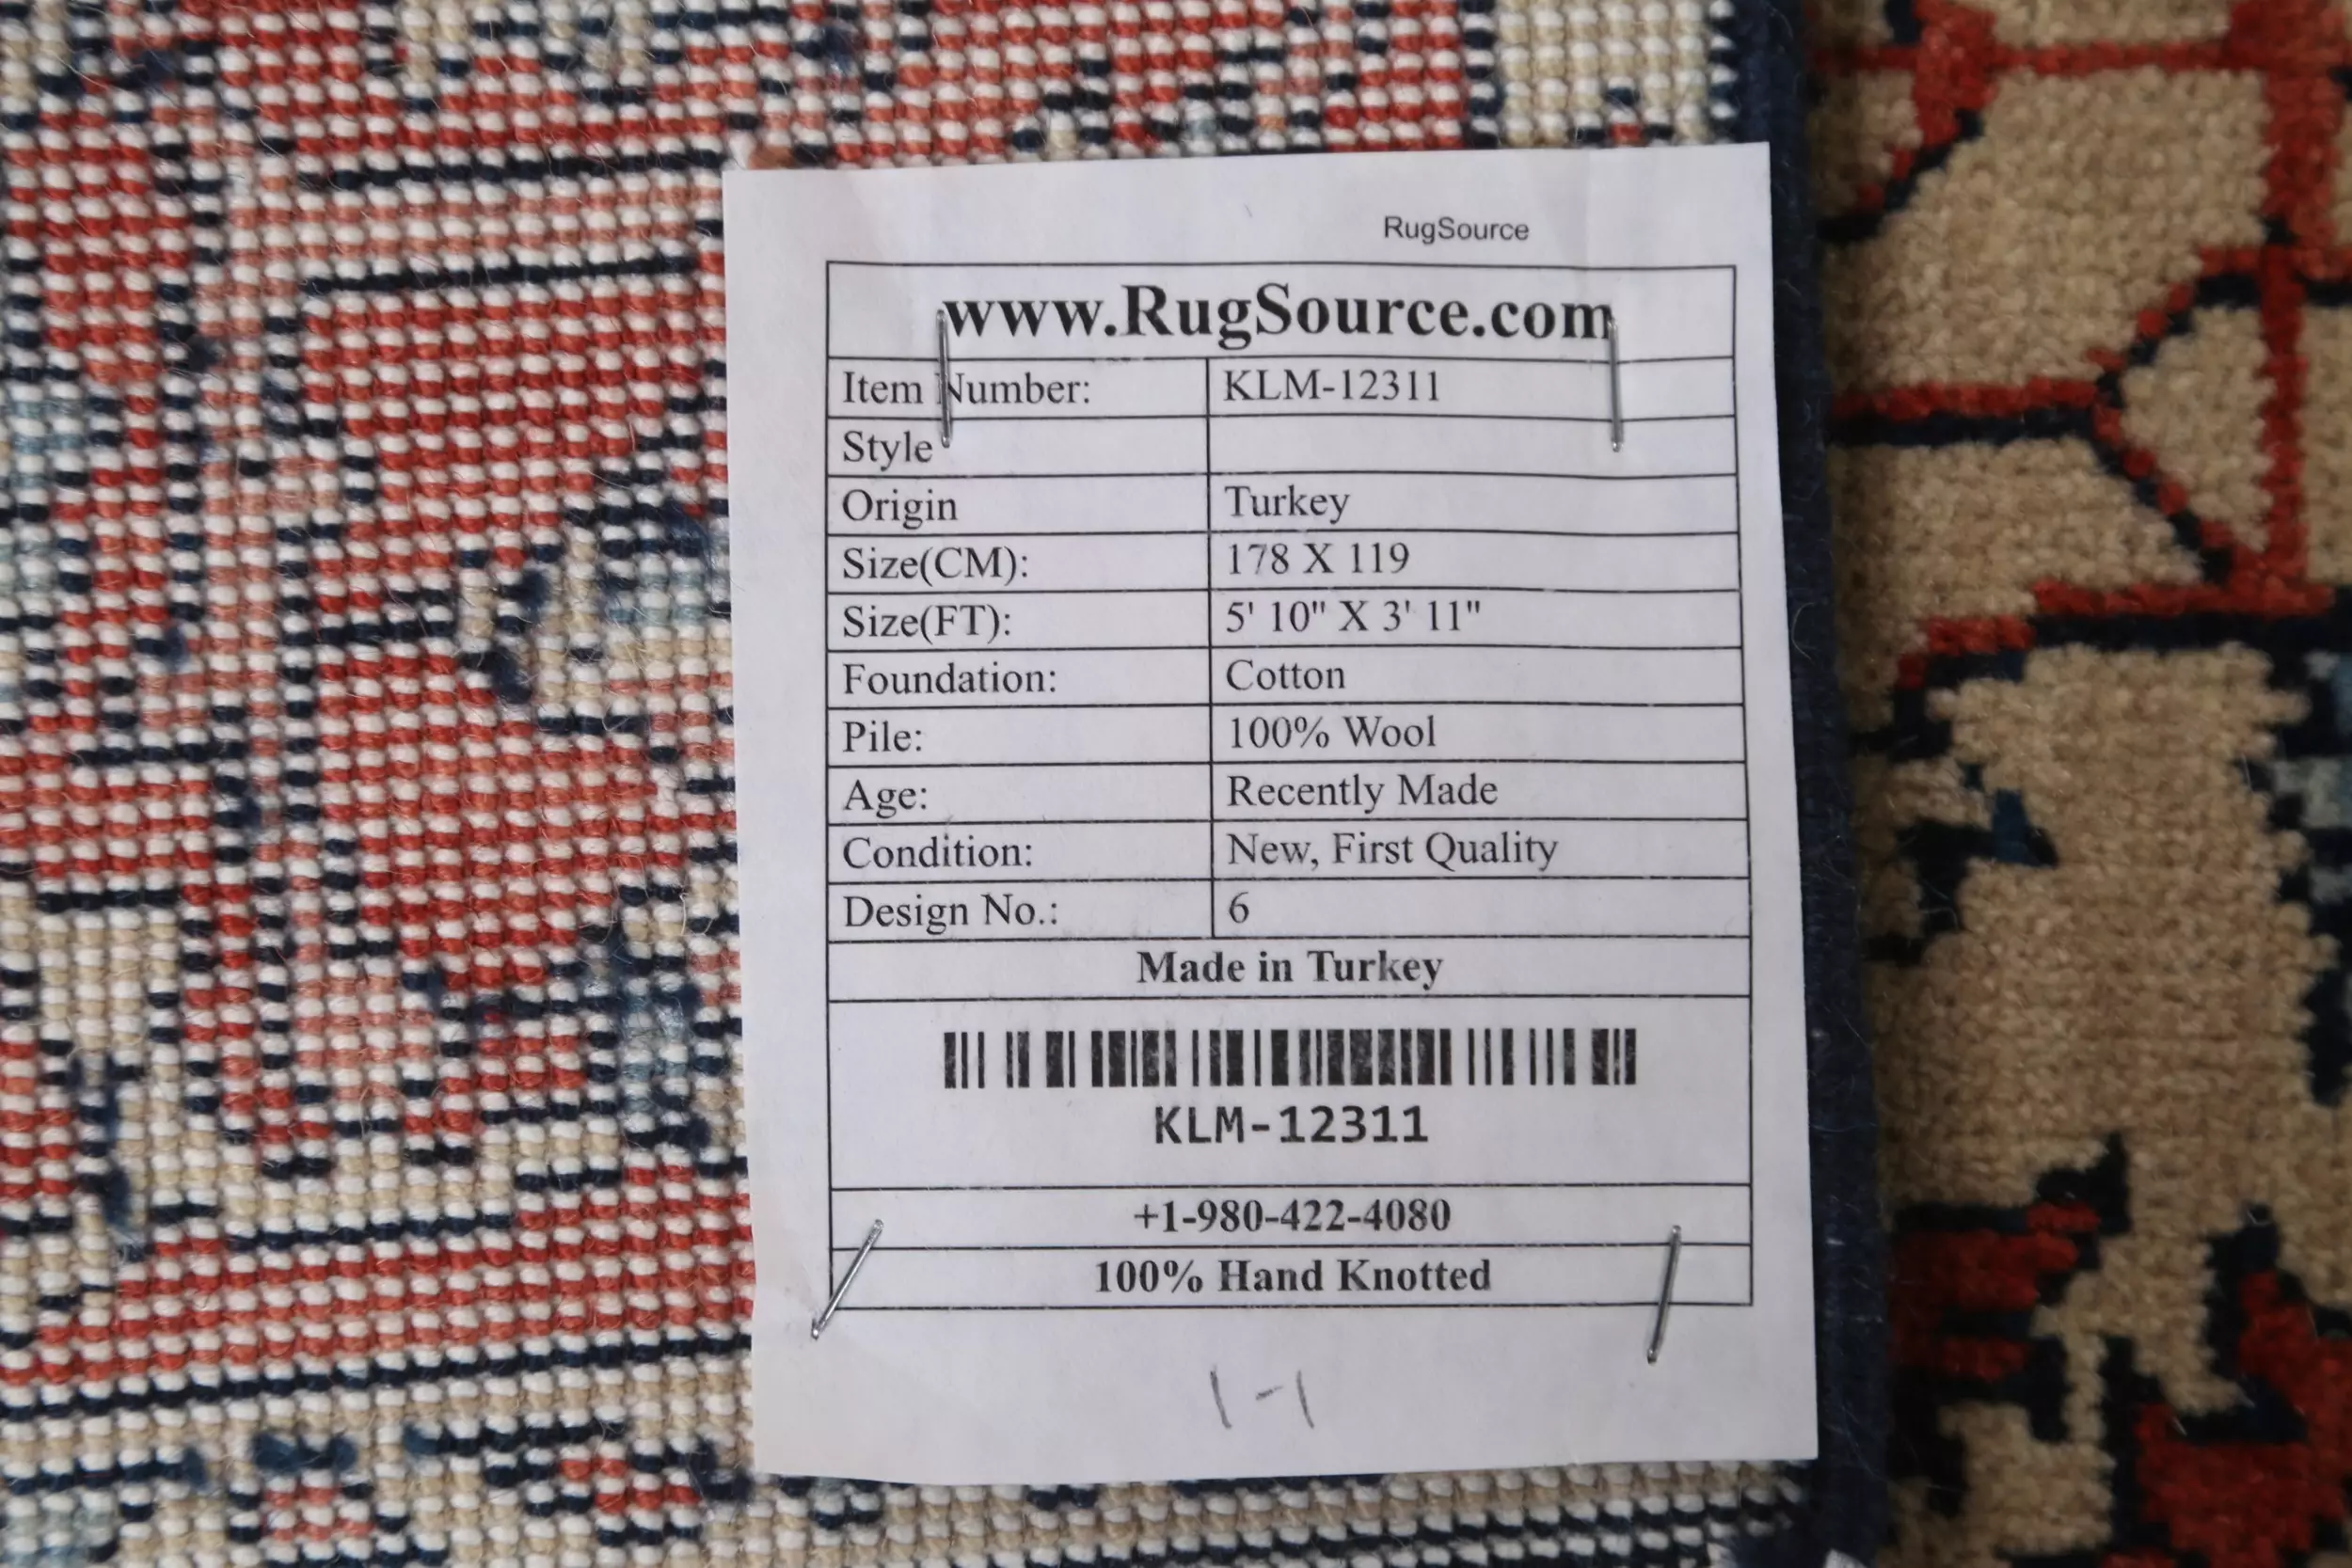 RugSource
www.RugSource.com
Item Number: KLM-12311
Style
Origin Turkey
Size(CM): 178 X 119
Size(FT): 5' 10" X 3' 11"
Foundation: Cotton
Pile: 100% Wool
Age: Recently Made
Condition: New, First Quality
Design No.: 6
Made in Turkey
KLM-12311
+1-980-422-4080
100% Hand Knotted
1-1